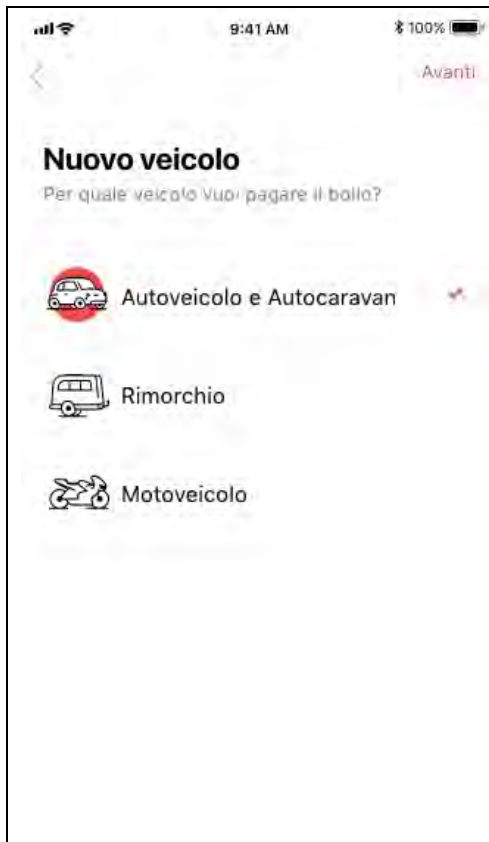 9:41 AM
100%
Avanti
Nuovo veicolo
Per quale veicolo vuoi pagare il bollo?
Autoveicolo e Autocaravan
Rimorchio
Motoveicolo